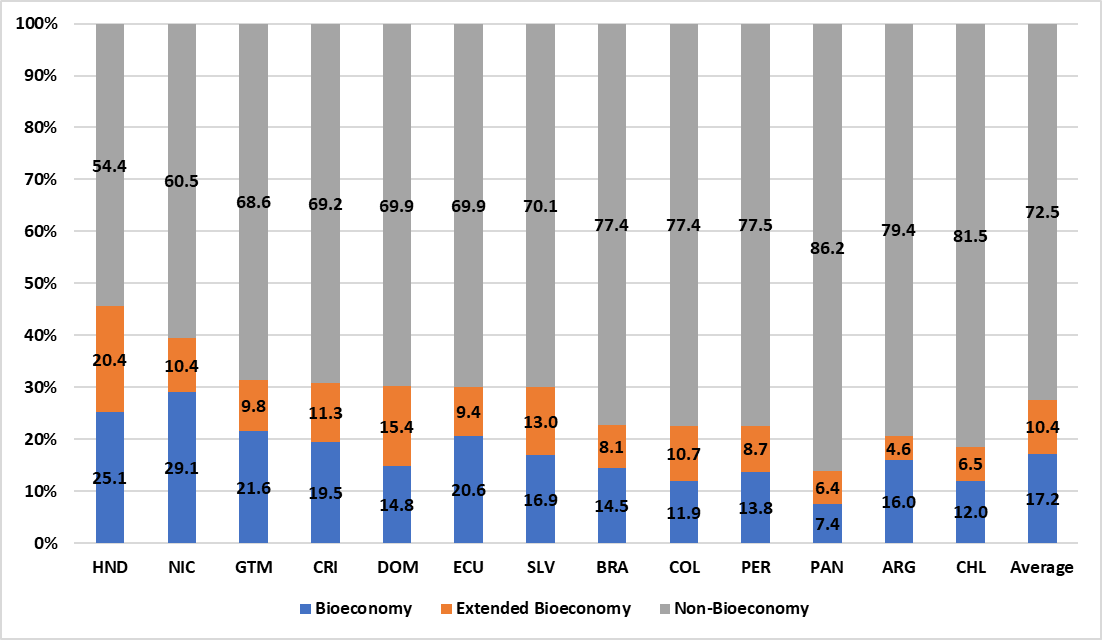 100%
90%
80%
70%
60%
50%
40%
30%
20%
10%
0%
54.4 60.5 68.6 69.2 69.9 69.9 70.1 77.4 77.4 77.5 86.2 79.4 81.5 72.5
20.4 10.4 9.8 11.3 15.4 9.4 13.0 8.1 10.7 8.7 6.4 4.6 6.5 10.4
25.1 29.1 21.6 19.5 14.8 20.6 16.9 14.5 11.9 13.8 7.4 16.0 12.0 17.2
HND NIC GTM CRI DOM ECU SLV BRA COL PER PAN ARG CHL Average
Bioeconomy Extended Bioeconomy Non-Bioeconomy